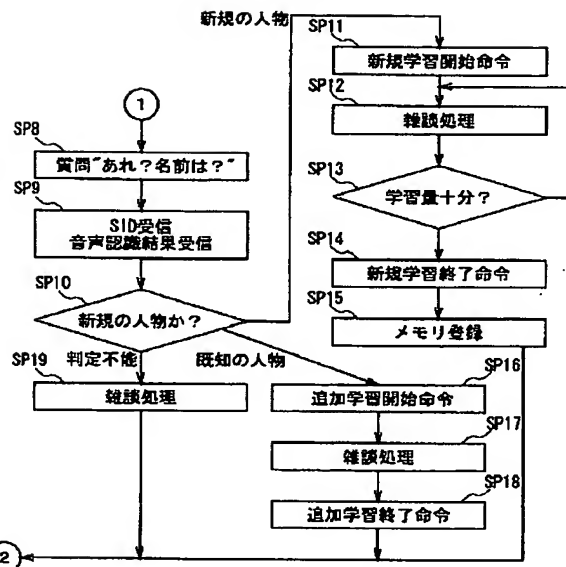 新規の人物
SP11
新規学習開始命令
SP12
雑談処理
1
SP8
質問"あれ？名前は？"
SP13
学習量十分？
SP9
SID受信
音声認識結果受信
SP14
新規学習終了命令
SP10
新規の人物か？
SP15
メモリ登録
判定不能
既知の人物
SP16
追加学習開始命令
SP19
雑談処理
SP17
雑談処理
SP18
追加学習終了命令
2